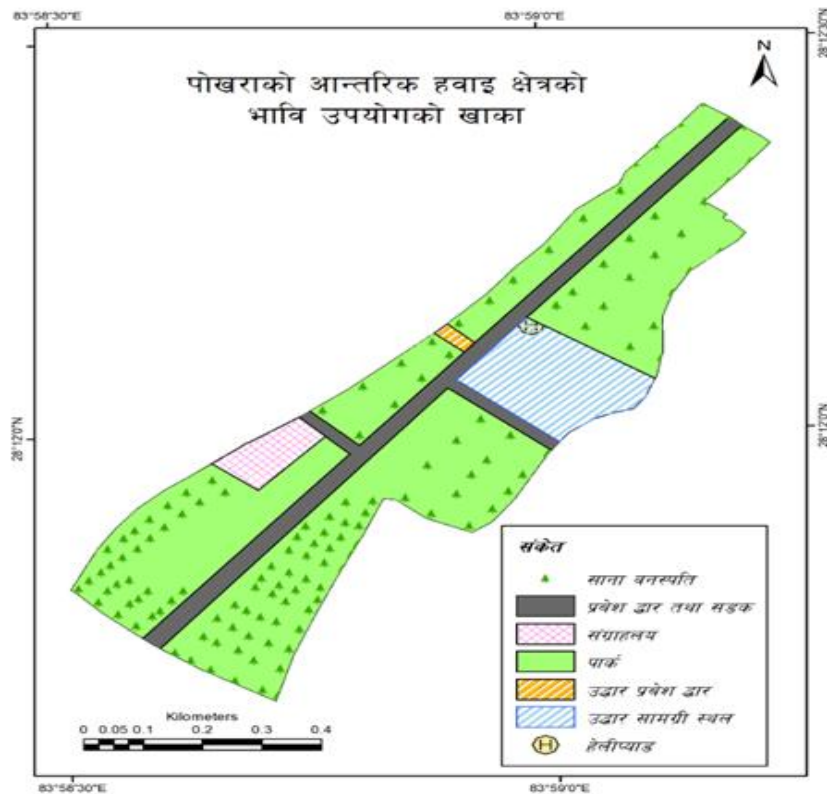 83°58'30"E
83°59'0"E
28°12'30"N
N
पोखराको आन्तरिक हवाइ क्षेत्रको
भावि उपयोगको खाका
H
28°12'0"N
28°12'0"N
संकेत
साना वनस्पति
प्रवेश द्धार तथा सडक
संग्राहलय
पार्क
उद्धार प्रवेश द्धार
उद्धार सामग्री स्थल
H
हेलीप्याड
Kilometers
0 0.05 0.1 0.2 0.3 0.4
83°58'30"E
83°59'0"E